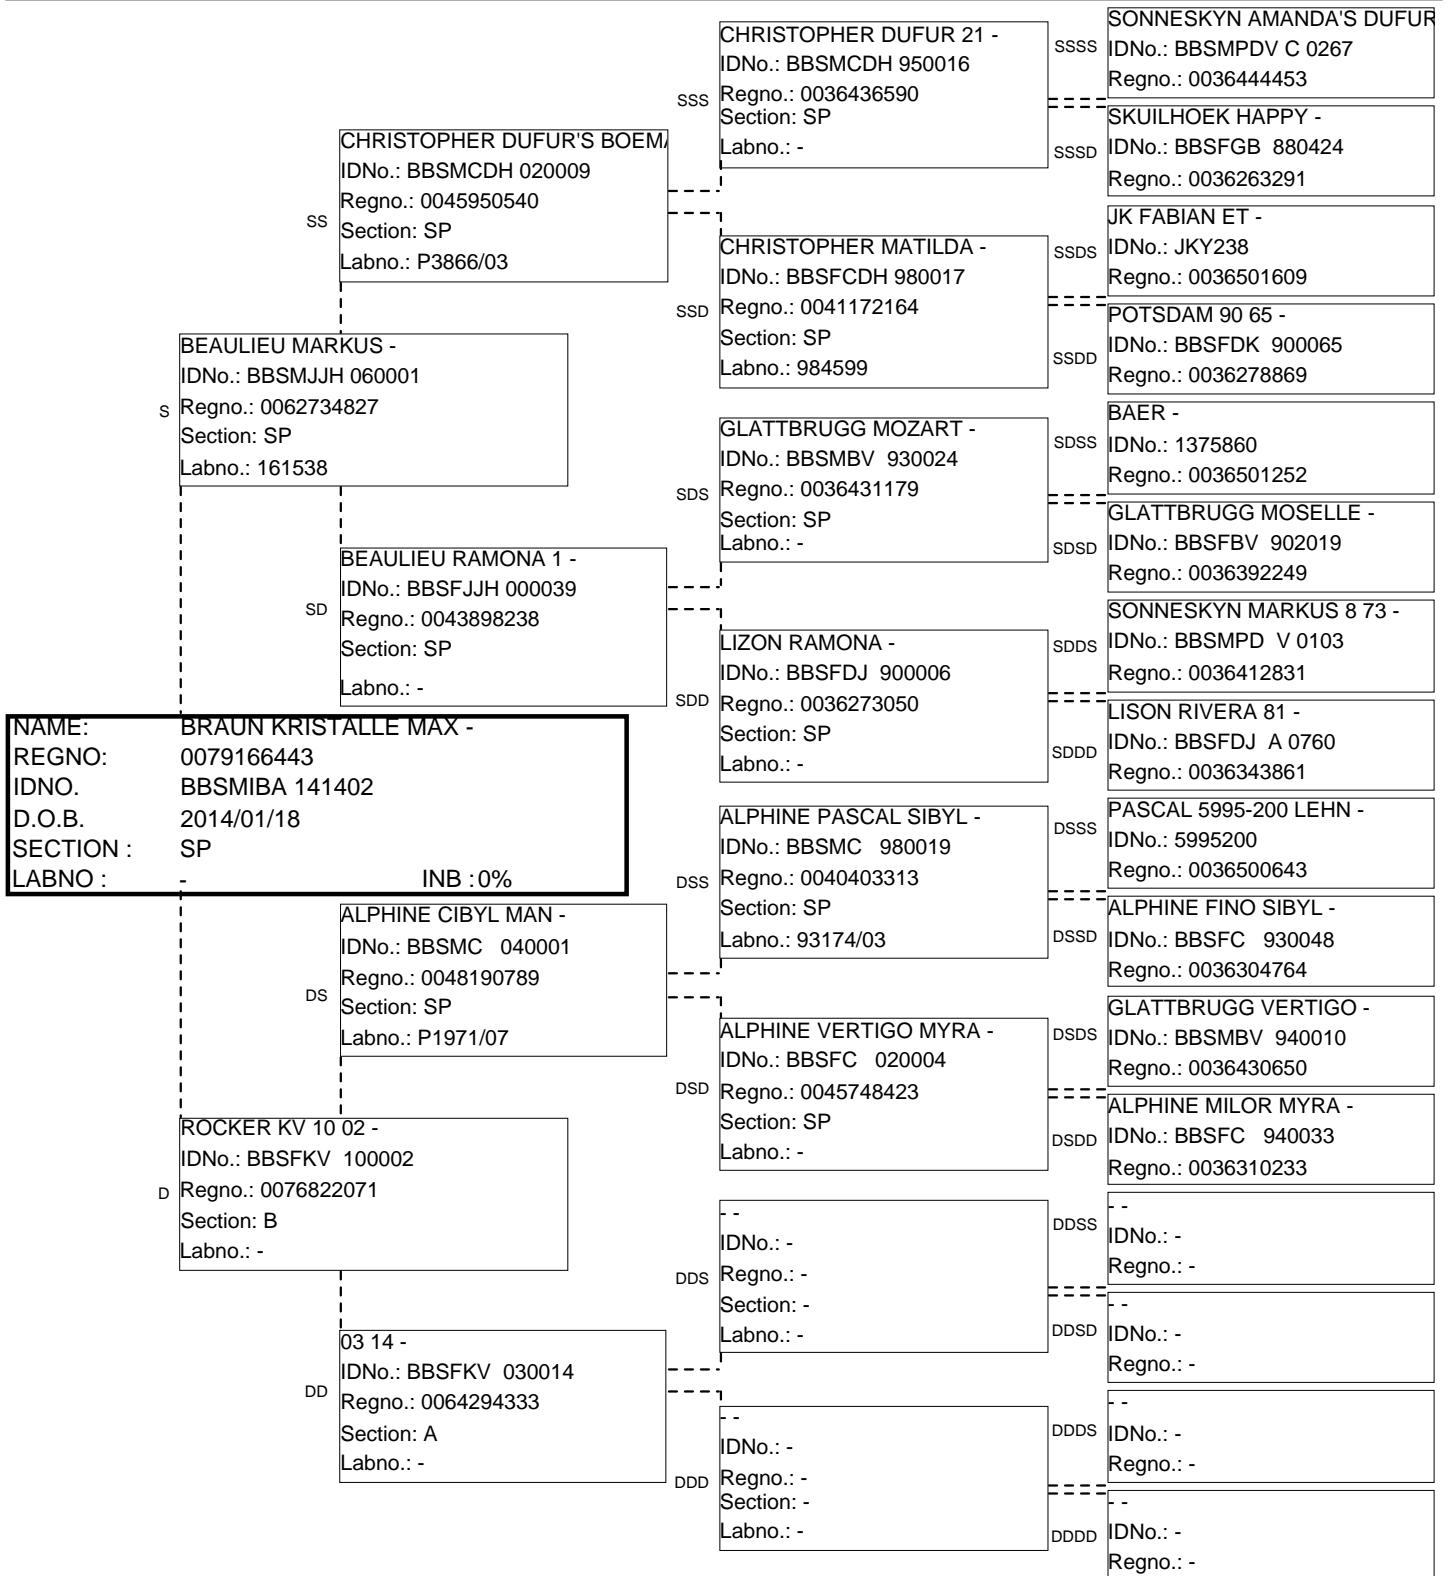 SONNESKYN AMANDA'S DUFUR
SSSS
IDNo.: BBSMPDV C 0267
Regno.: 0036444453
CHRISTOPHER DUFUR 21 -
IDNo.: BBSMCDH 950016
SSS
Regno.: 0036436590
Section: SP
Labno.: -
SKUILHOEK HAPPY -
SSSD
IDNo.: BBSFGB  880424
Regno.: 0036263291
CHRISTOPHER DUFUR'S BOEMA
IDNo.: BBSMCDH 020009
SS
Regno.: 0045950540
Section: SP
Labno.: P3866/03
JK FABIAN ET -
SSDS
IDNo.: JKY238
Regno.: 0036501609
CHRISTOPHER MATILDA -
IDNo.: BBSFCDH 980017
SSD
Regno.: 0041172164
Section: SP
Labno.: 984599
POTSDAM 90 65 -
SSDD
IDNo.: BBSFDK  900065
Regno.: 0036278869
BEAULIEU MARKUS -
IDNo.: BBSMJJH 060001
S
Regno.: 0062734827
Section: SP
Labno.: 161538
BAER -
SDSS
IDNo.: 1375860
Regno.: 0036501252
GLATTBRUGG MOZART -
IDNo.: BBSMBV  930024
SDS
Regno.: 0036431179
Section: SP
Labno.: -
GLATTBRUGG MOSELLE -
SDSD
IDNo.: BBSFBV  902019
Regno.: 0036392249
BEAULIEU RAMONA 1 -
IDNo.: BBSFJJH 000039
SD
Regno.: 0043898238
Section: SP
Labno.: -
SONNESKYN MARKUS 8 73 -
SDDS
IDNo.: BBSMPD  V 0103
Regno.: 0036412831
LIZON RAMONA -
IDNo.: BBSFDJ  900006
SDD
Regno.: 0036273050
Section: SP
Labno.: -
LISON RIVERA 81 -
SDDD
IDNo.: BBSFDJ  A 0760
Regno.: 0036343861
NAME: BRAUN KRISTALLE MAX -
REGNO: 0079166443
IDNO. BBSMIBA 141402
D.O.B. 2014/01/18
SECTION : SP
LABNO : - INB : 0%
PASCAL 5995-200 LEHN -
DSSS
IDNo.: 5995200
Regno.: 0036500643
ALPHINE PASCAL SIBYL -
IDNo.: BBSMC   980019
DSS
Regno.: 0040403313
Section: SP
Labno.: 93174/03
ALPHINE FINO SIBYL -
DSSD
IDNo.: BBSFC   930048
Regno.: 0036304764
ALPHINE CIBYL MAN -
IDNo.: BBSMC   040001
DS
Regno.: 0048190789
Section: SP
Labno.: P1971/07
GLATTBRUGG VERTIGO -
DSDS
IDNo.: BBSMBV  940010
Regno.: 0036430650
ALPHINE VERTIGO MYRA -
IDNo.: BBSFC   020004
DSD
Regno.: 0045748423
Section: SP
Labno.: -
ALPHINE MILOR MYRA -
DSDD
IDNo.: BBSFC   940033
Regno.: 0036310233
ROCKER KV 10 02 -
IDNo.: BBSFKV  100002
D
Regno.: 0076822071
Section: B
Labno.: -
- -
DDSS
IDNo.: -
Regno.: -
- -
IDNo.: -
DDS
Regno.: -
Section: -
Labno.: -
- -
DDSD
IDNo.: -
Regno.: -
03 14 -
IDNo.: BBSFKV  030014
DD
Regno.: 0064294333
Section: A
Labno.: -
- -
DDDS
IDNo.: -
Regno.: -
- -
IDNo.: -
DDD
Regno.: -
Section: -
Labno.: -
- -
DDDD
IDNo.: -
Regno.: -